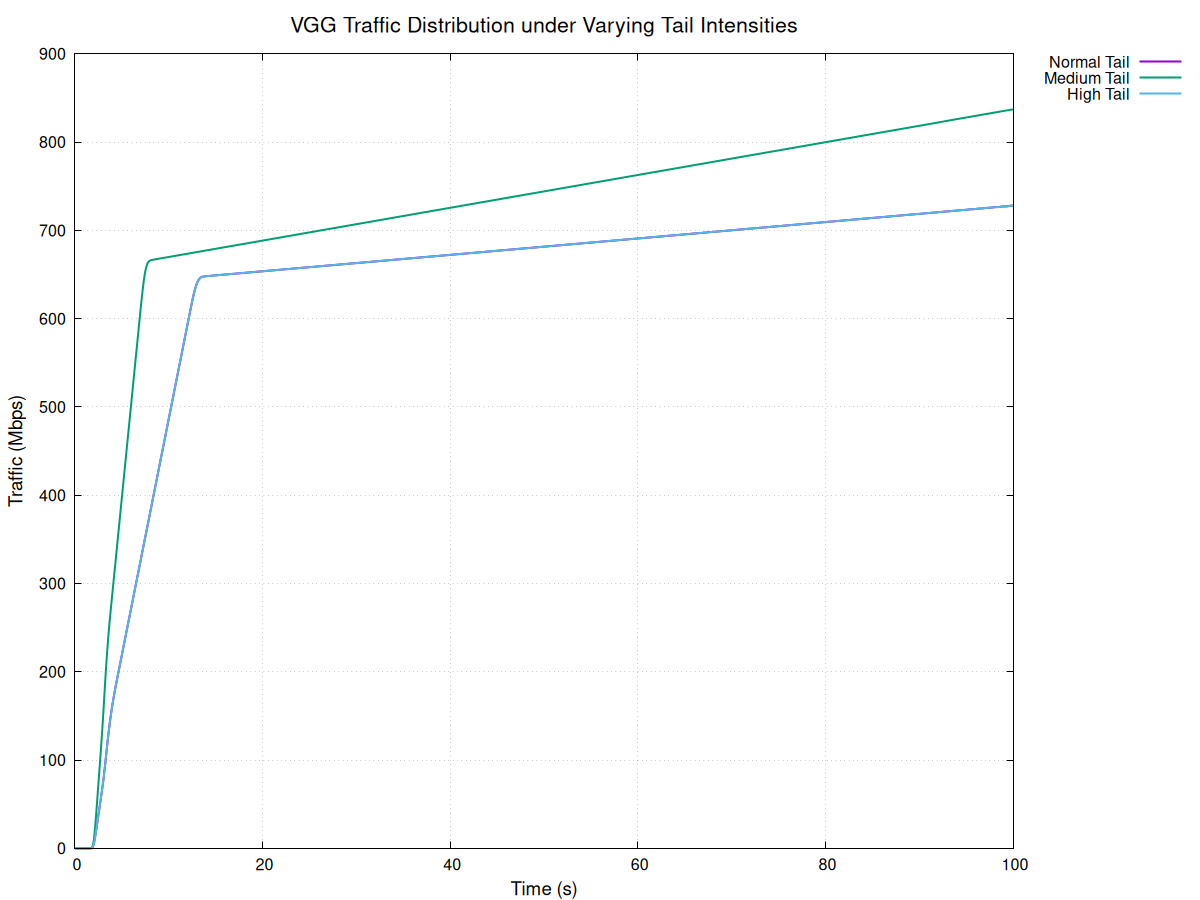 VGG Traffic Distribution under Varying Tail Intensities
Normal Tail
Medium Tail
High Tail
900
800
700
600
500
400
300
200
100
0
Traffic (Mbps)
0 20 40 60 80 100
Time (s)